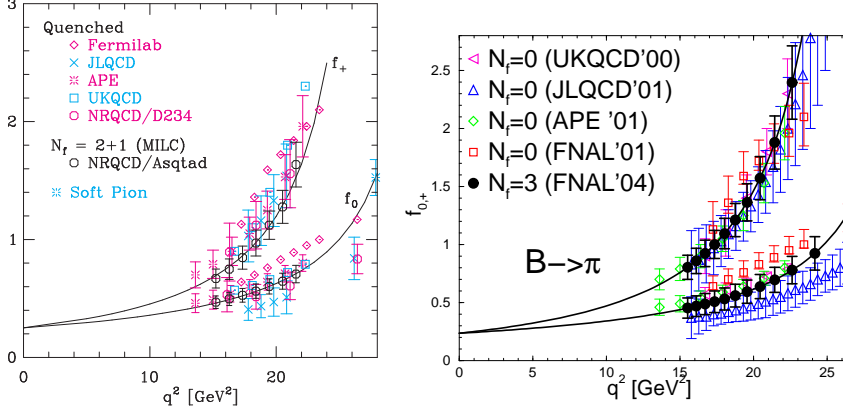 3
2
1
0
Quenched
Fermilab
JLQCD
APE
UKQCD
NRQCD/D234
N_f = 2+1 (MILC)
NRQCD/Asqtad
Soft Pion
f_+
f_0
0
10
20
q^2 [GeV^2]
2.5
2
1.5
1
0.5
0
f_{0,+}
N_f=0 (UKQCD'00)
N_f=0 (JLQCD'01)
N_f=0 (APE '01)
N_f=0 (FNAL'01)
N_f=3 (FNAL'04)
B->π
0
5
10
15
20
25
q^2 [GeV^2]